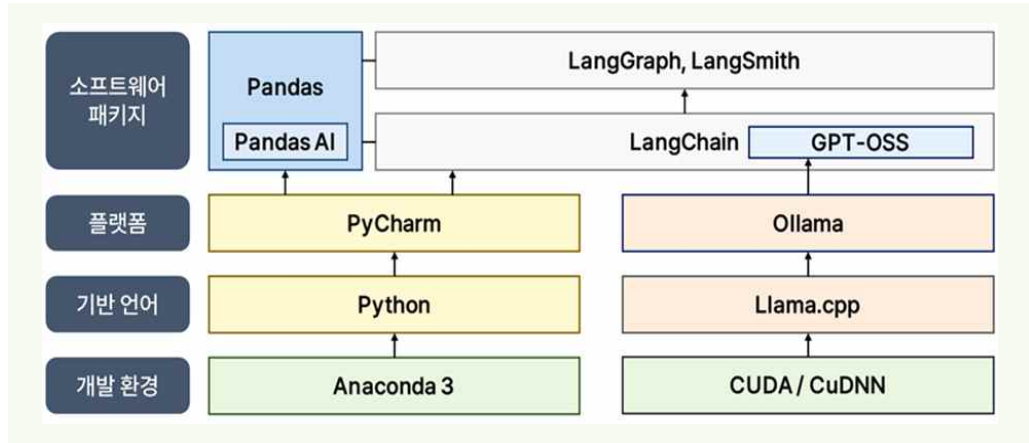 소프트웨어
패키지
Pandas
Pandas AI
LangGraph, LangSmith
LangChain
GPT-OSS
플랫폼
PyCharm
Ollama
기반 언어
Python
Llama.cpp
개발 환경
Anaconda 3
CUDA / CuDNN